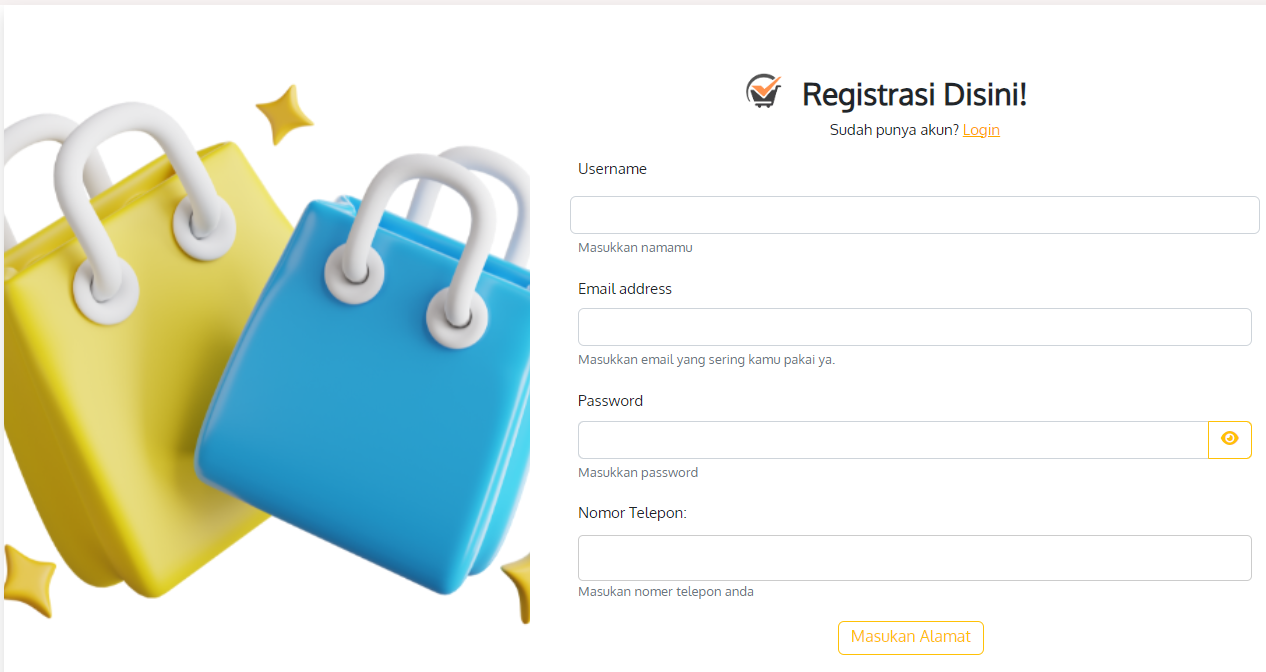 Registrasi Disini!
Sudah punya akun? Login
Username
Masukkan namamu
Email address
Masukkan email yang sering kamu pakai ya.
Password
Masukkan password
Nomor Telepon:
Masukan nomer telepon anda
Masukan Alamat